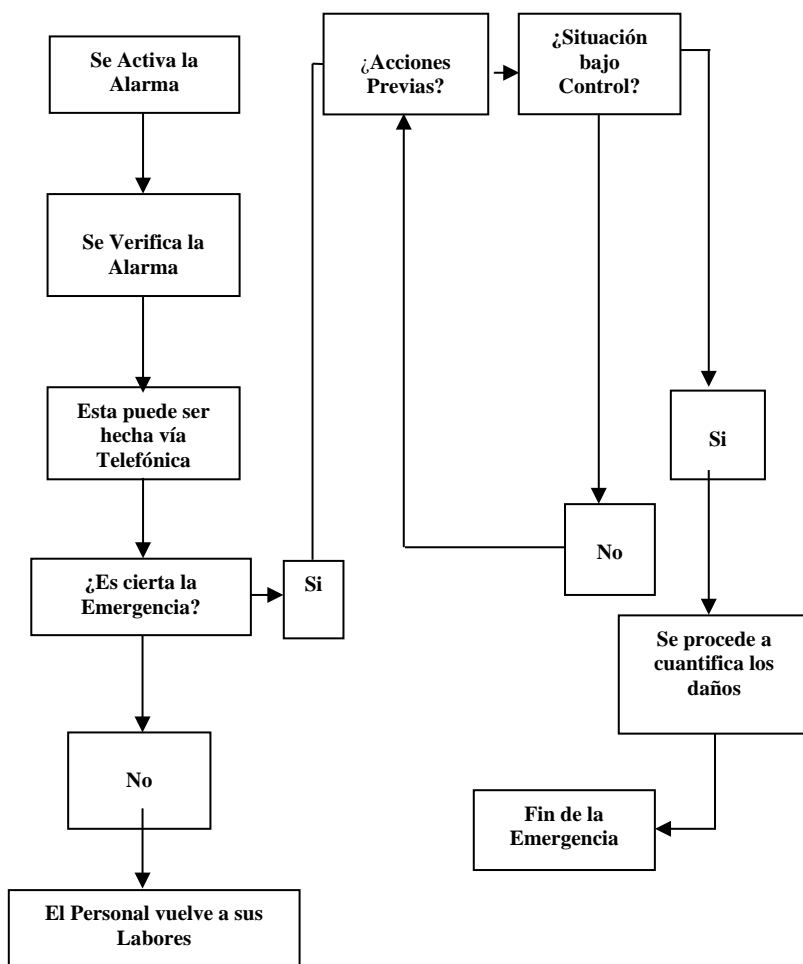 Se Activa la
Alarma
Se Verifica la
Alarma
Esta puede ser
hecha vía
Telefónica
¿Es cierta la
Emergencia?
Si
No
El Personal vuelve a sus
Labores
¿Acciones
Previas?
¿Situación
bajo
Control?
No
Si
Se procede a
cuantifica los
daños
Fin de la
Emergencia